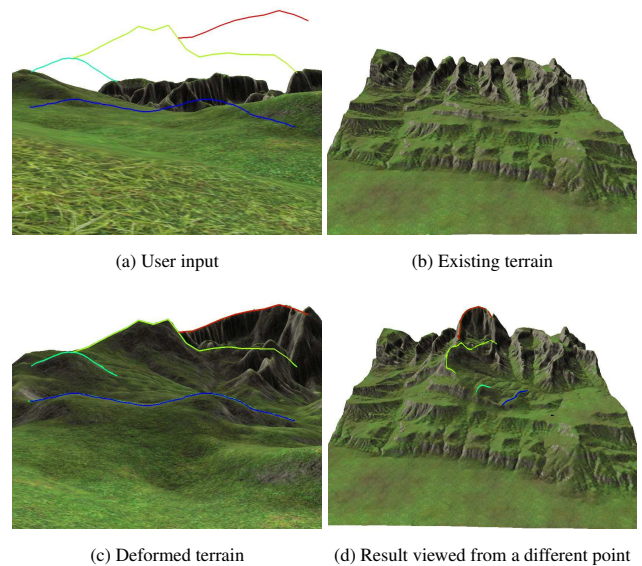 (a) User input
(b) Existing terrain
(c) Deformed terrain
(d) Result viewed from a different point